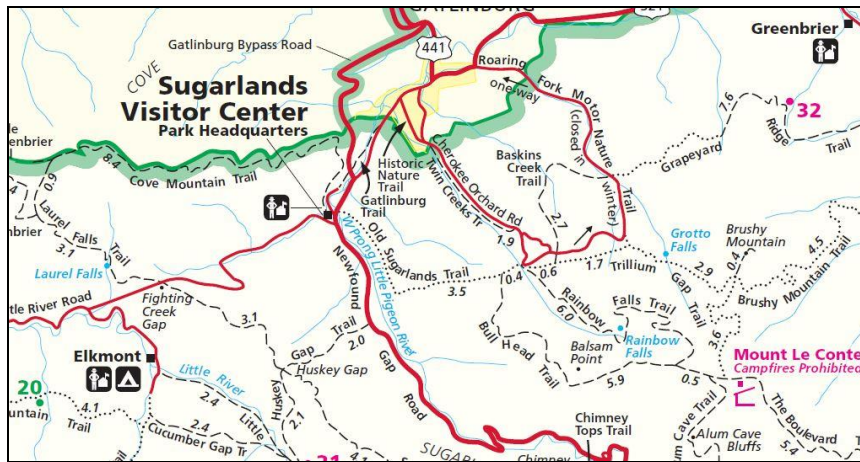 GATLINBURG
321
Greenbrier
Gatlinburg Bypass Road
441
COVE
Sugarlands
Visitor Center
Park Headquarters
Roaring
Fork Motor Nature
Trail
one-way
(closed in
winter)
7.6
32
Ridge
Trail
Grapeyard
Historic
Nature
Trail
Gatlinburg
Trail
Cherokee Orchard Rd
Twin Creeks Tr
1.9
Baskins
Creek
Trail
2.7
8.4
Cove Mountain Trail
0.9
Laurel Falls
Trail
3.1
Laurel Falls
Grotto
Falls
Brushy
Mountain
0.4
4.5
Brushy Mountain Trail
W Prong Little Pigeon River
Old Sugarlands Trail
3.5
0.4
0.6
1.7
Trillium
Gap
Trail
2.9
3.6
Newfound
Gap
Road
Fighting
Creek
Gap
3.1
Rainbow
Falls Trail
6.0
Rainbow
Falls
Bull Head Trail
Balsam
Point
5.9
0.5
Mount Le Conte
Campfires Prohibited
Elkmont
Little River
2.4
Little
Gap Trail
2.0
Huskey Gap
Huskey
2.1
20
4.1
Trail
2.4
Cucumber Gap Tr
31
4.1
Chimney
Tops Trail
Chimney
Alum Cave
Bluffs
The Boulevard
5.4